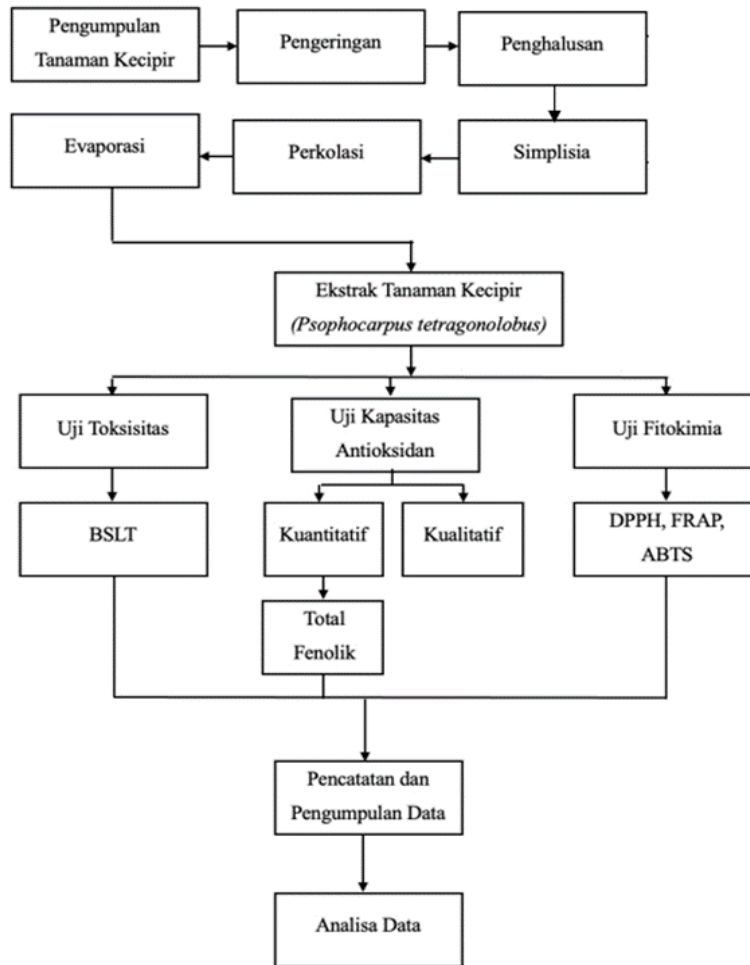 Pengumpulan
Tanaman Kecipir
Pengeringan
Penghalusan
Evaporasi
Perkolasi
Simplisia
Ekstrak Tanaman Kecipir
(Psophocarpus tetragonolobus)
Uji Toksisitas
Uji Kapasitas
Antioksidan
Uji Fitokimia
BSLT
Kuantitatif
Kualitatif
DPPH, FRAP,
ABTS
Total
Fenolik
Pencatatan dan
Pengumpulan Data
Analisa Data